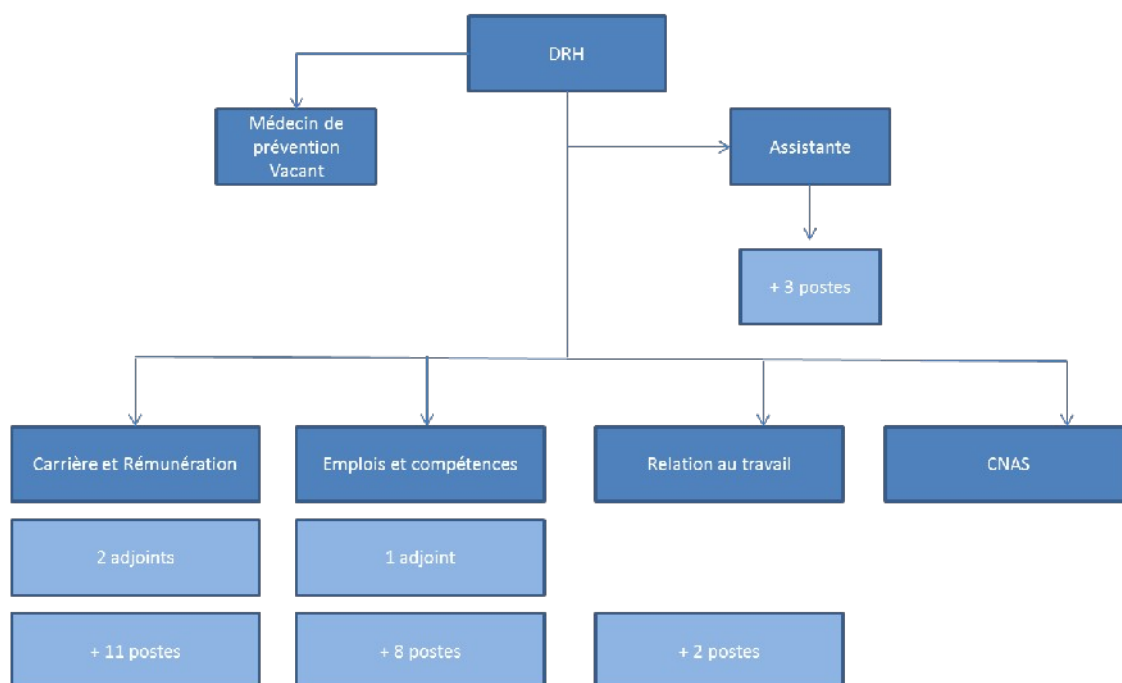 DRH
Médecin de
prévention
Vacant
Assistante
+ 3 postes
Carrière et Rémunération
Emplois et compétences
Relation au travail
CNAS
2 adjoints
1 adjoint
+ 11 postes
+ 8 postes
+ 2 postes